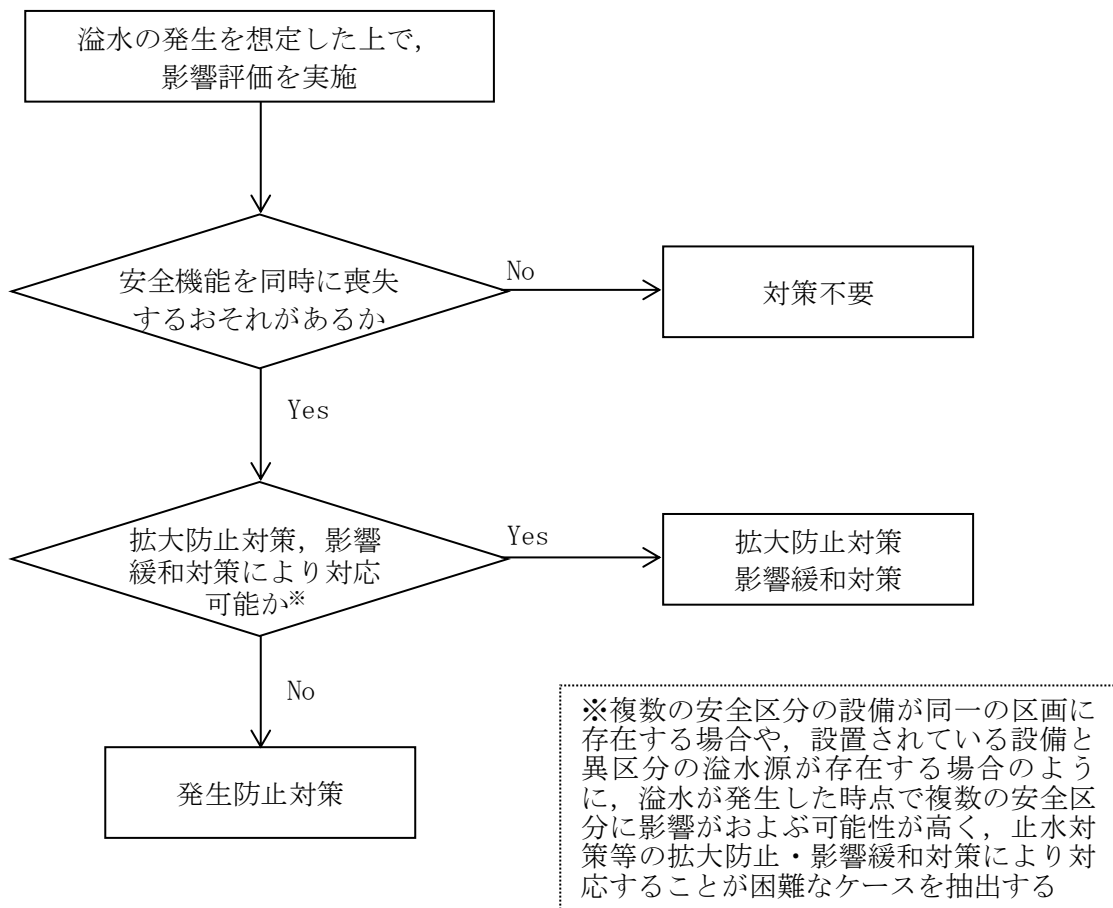 溢水の発生を想定した上で，
影響評価を実施
安全機能を同時に喪失
するおそれがあるか
No
対策不要
Yes
拡大防止対策，影響
緩和対策により対応
可能か※
Yes
拡大防止対策
影響緩和対策
No
発生防止対策
※複数の安全区分の設備が同一の区画に
存在する場合や，設置されている設備と
異区分の溢水源が存在する場合のよう
に，溢水が発生した時点で複数の安全区
分に影響がおよぶ可能性が高く，止水対
策等の拡大防止・影響緩和対策により対
応することが困難なケースを抽出する